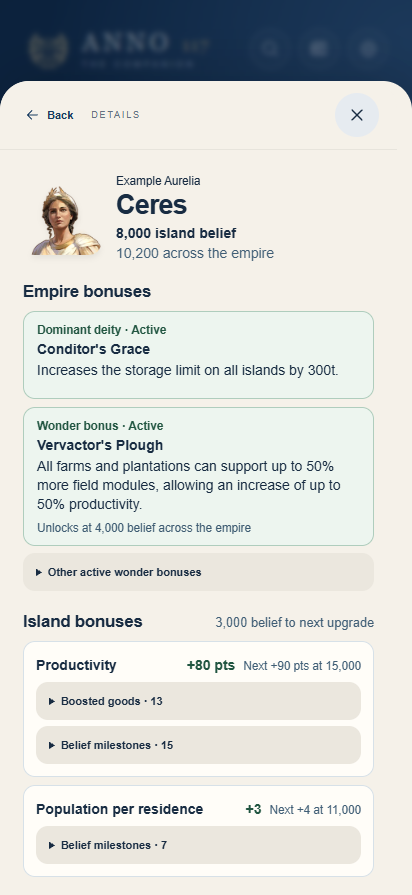 ANNO 117
THE COMPANION
Back DETAILS
Example Aurelia
Ceres
8,000 island belief
10,200 across the empire
Empire bonuses
Dominant deity · Active
Conditor's Grace
Increases the storage limit on all islands by 300t.
Wonder bonus · Active
Vervactor's Plough
All farms and plantations can support up to 50%
more field modules, allowing an increase of up to
50% productivity.
Unlocks at 4,000 belief across the empire
Other active wonder bonuses
Island bonuses 3,000 belief to next upgrade
Productivity +80 pts Next +90 pts at 15,000
Boosted goods · 13
Belief milestones · 15
Population per residence +3 Next +4 at 11,000
Belief milestones · 7